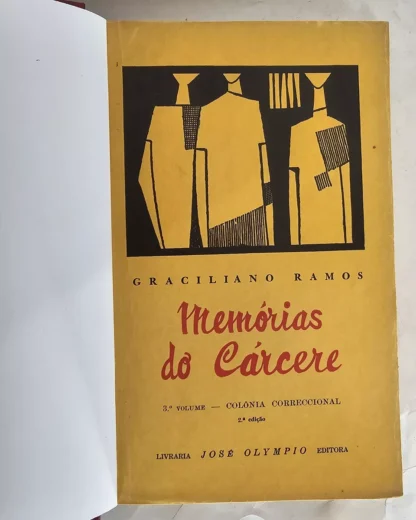 GRACILIANO RAMOS
Memórias
do Cárcere
3.º VOLUME — COLÔNIA CORRECCIONAL
2.ª edição
LIVRARIA JOSÉ OLYMPIO EDITORA